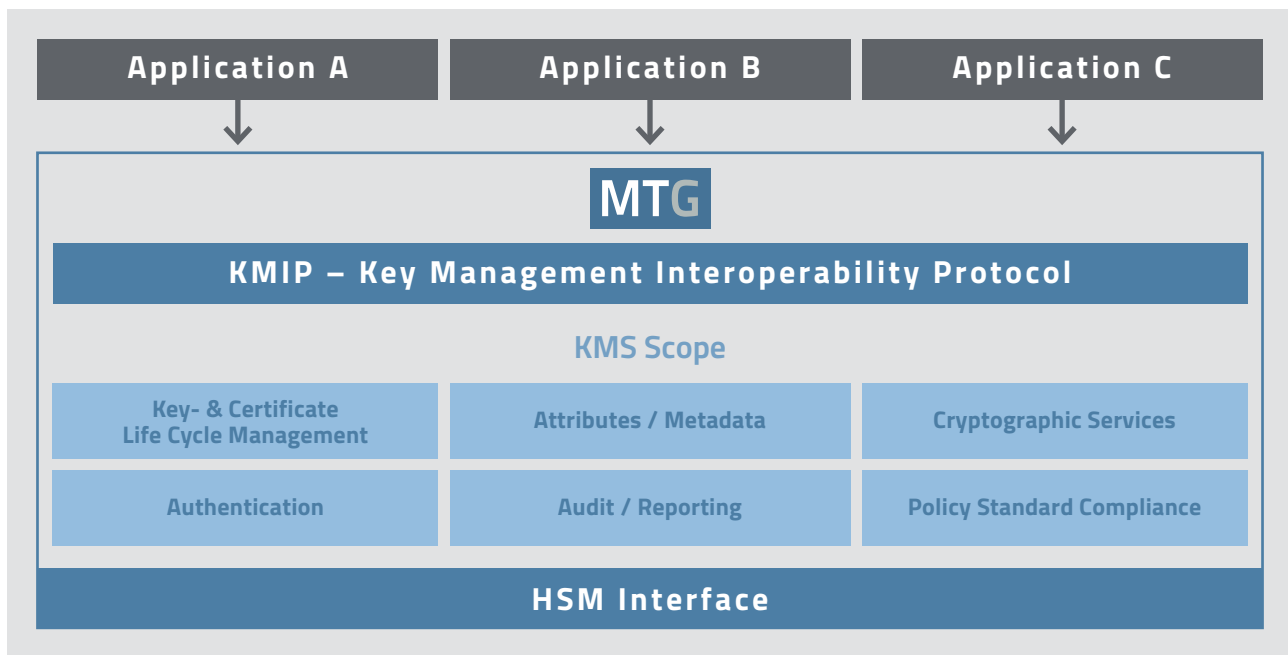 Application A
Application B
Application C
MTG
KMIP – Key Management Interoperability Protocol
KMS Scope
Key- & Certificate
Life Cycle Management
Attributes / Metadata
Cryptographic Services
Authentication
Audit / Reporting
Policy Standard Compliance
HSM Interface